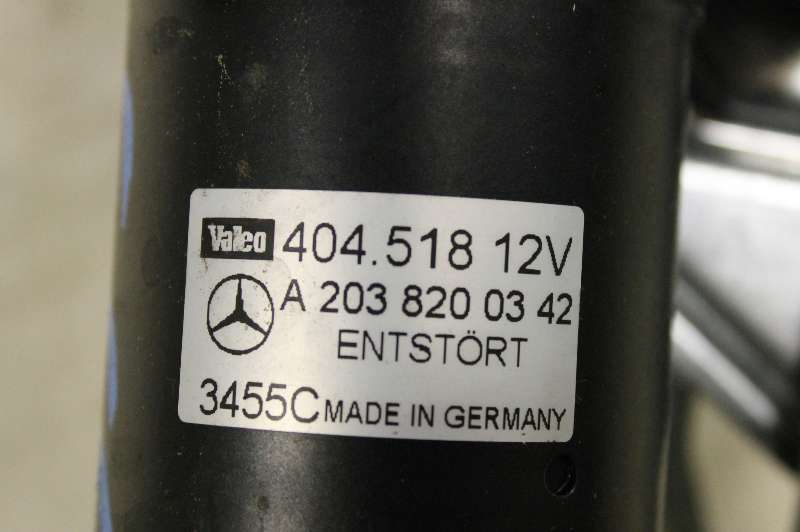 Valeo 404.518 12V
A 203 820 03 42
ENTSTÖRT
3455C MADE IN GERMANY